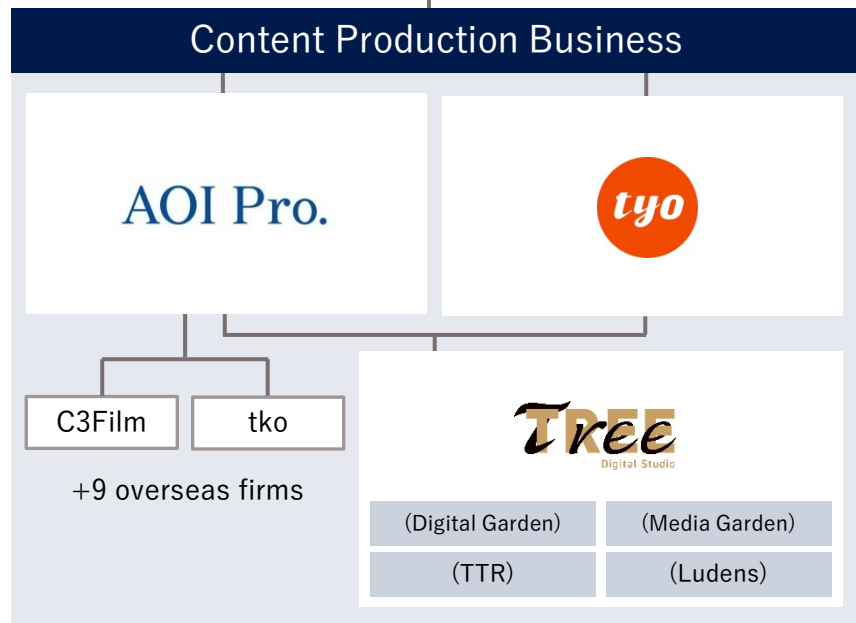 Content Production Business
AOI Pro.
tyo
C3Film
tko
+9 overseas firms
TREE
Digital Studio
(Digital Garden)
(Media Garden)
(TTR)
(Ludens)